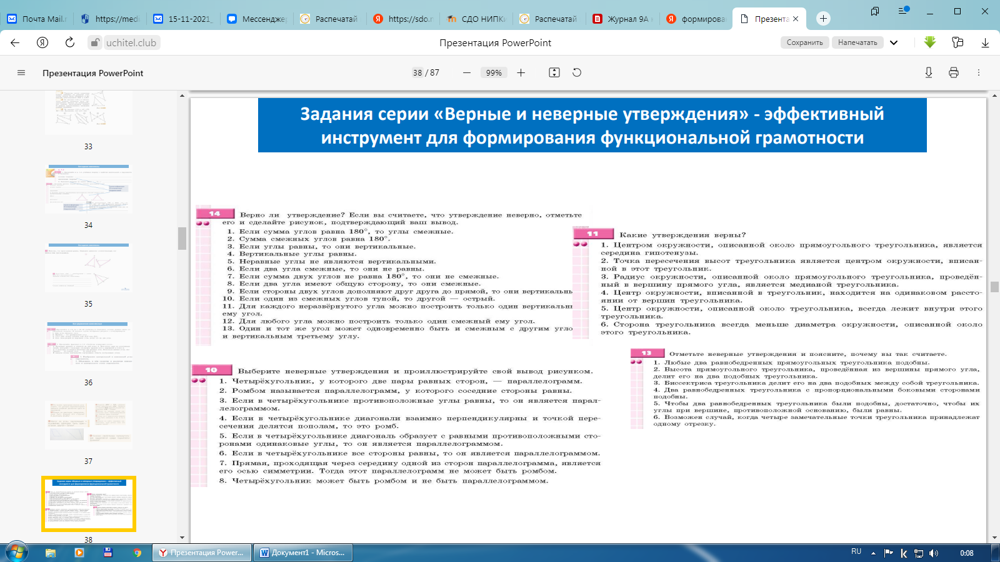 Почта Mail.r
https://medi
15-11-2021_
Мессенджер
Распечатай
https://sdo.r
СДО НИПКи
Распечатай
Журнал 9А
формирова
Презента
uchitel.club
Презентация PowerPoint
Сохранить
Напечатать
Презентация PowerPoint
38 / 87
99%
33
34
35
36
37
38
Задания серии «Верные и неверные утверждения» - эффективный
инструмент для формирования функциональной грамотности
14 Верно ли утверждение? Если вы считаете, что утверждение неверно, отметьте
его и сделайте рисунок, подтверждающий ваш вывод.
1. Если сумма углов равна 180°, то углы смежные.
2. Сумма смежных углов равна 180°.
3. Если углы равны, то они вертикальные.
4. Вертикальные углы равны.
5. Неравные углы не являются вертикальными.
6. Если два угла смежные, то они не равны.
7. Если сумма двух углов не равна 180°, то они не смежные.
8. Если два угла имеют общую сторону, то они смежные.
9. Если стороны двух углов дополняют друг друга до прямой, то они вертикальны
10. Если один из смежных углов тупой, то другой — острый.
11. Для каждого неразвёрнутого угла можно построить только один вертикальны
ему угол.
12. Для любого угла можно построить только один смежный ему угол.
13. Один и тот же угол может одновременно быть и смежным с другим угло
и вертикальным третьему углу.
11 Какие утверждения верны?
1. Центром окружности, описанной около прямоугольного треугольника, является
середина гипотенузы.
2. Точка пересечения высот треугольника является центром окружности, вписан-
ной в этот треугольник.
3. Радиус окружности, описанной около прямоугольного треугольника, проведён-
ный в вершину прямого угла, является медианой треугольника.
4. Центр окружности, вписанной в треугольник, находится на одинаковом рассто-
янии от вершин треугольника.
5. Центр окружности, описанной около треугольника, всегда лежит внутри этого
треугольника.
6. Сторона треугольника всегда меньше диаметра окружности, описанной около
этого треугольника.
13 Отметьте неверные утверждения и поясните, почему вы так считаете.
1. Любые два равнобедренных прямоугольных треугольника подобны.
2. Высота прямоугольного треугольника, проведённая из вершины прямого угла,
делит его на два подобных треугольника.
3. Биссектриса треугольника делит его на два подобных между собой треугольника.
4. Два равнобедренных треугольника с пропорциональными боковыми сторонами
подобны.
5. Чтобы два равнобедренных треугольника были подобны, достаточно, чтобы их
углы при вершине, противоположной основанию, были равны.
6. Возможен случай, когда четыре замечательные точки треугольника принадлежат
одному отрезку.
10 Выберите неверные утверждения и проиллюстрируйте свой вывод рисунком.
1. Четырёхугольник, у которого две пары равных сторон, — параллелограмм.
2. Ромбом называется параллелограмм, у которого соседние стороны равны.
3. Если в четырёхугольнике противоположные углы равны, то он является парал-
лелограммом.
4. Если в четырёхугольнике диагонали взаимно перпендикулярны и точкой пере-
сечения делятся пополам, то это ромб.
5. Если в четырёхугольнике диагональ образует с равными противоположными сто-
ронами одинаковые углы, то он является параллелограммом.
6. Если в четырёхугольнике все стороны равны, то он является параллелограммом.
7. Прямая, проходящая через середину одной из сторон параллелограмма, является
его осью симметрии. Тогда этот параллелограмм не может быть ромбом.
8. Четырёхугольник может быть ромбом и не быть параллелограммом.
Презентация Power...
Документ1 - Micros...
RU
0:08